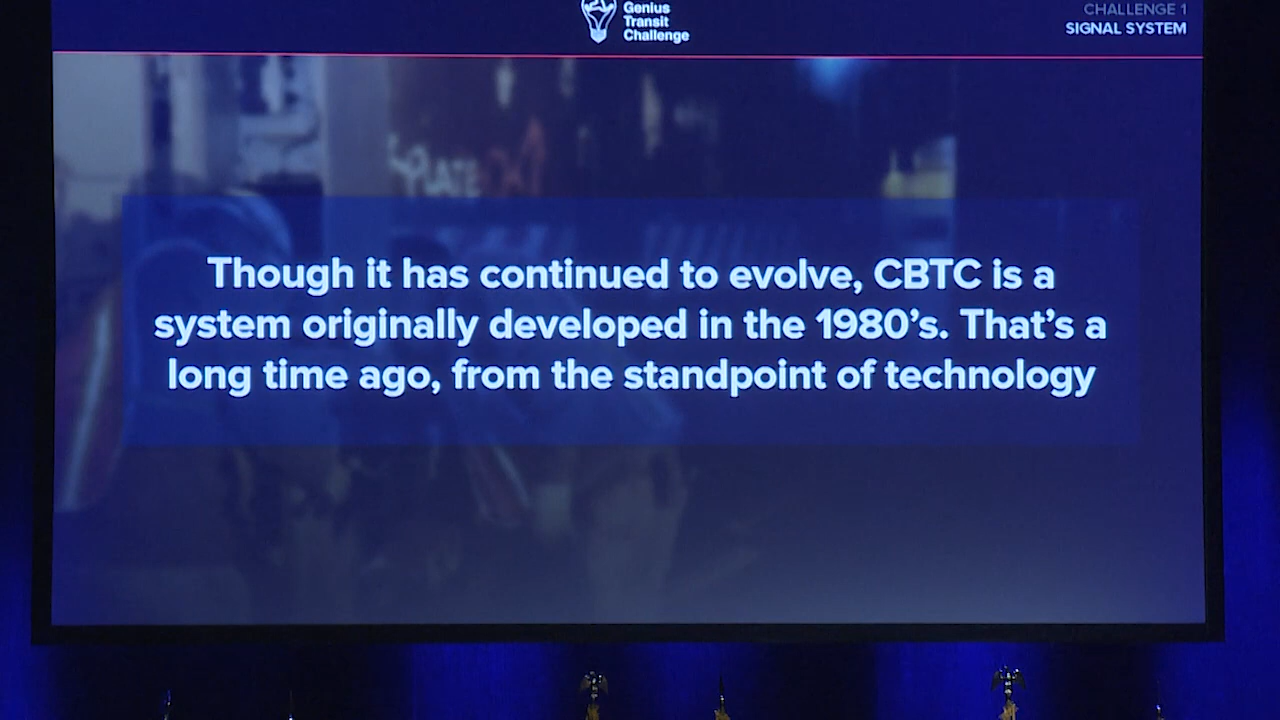 Genius
Transit
Challenge
CHALLENGE 1
SIGNAL SYSTEM
Though it has continued to evolve, CBTC is a
system originally developed in the 1980’s. That’s a
long time ago, from the standpoint of technology